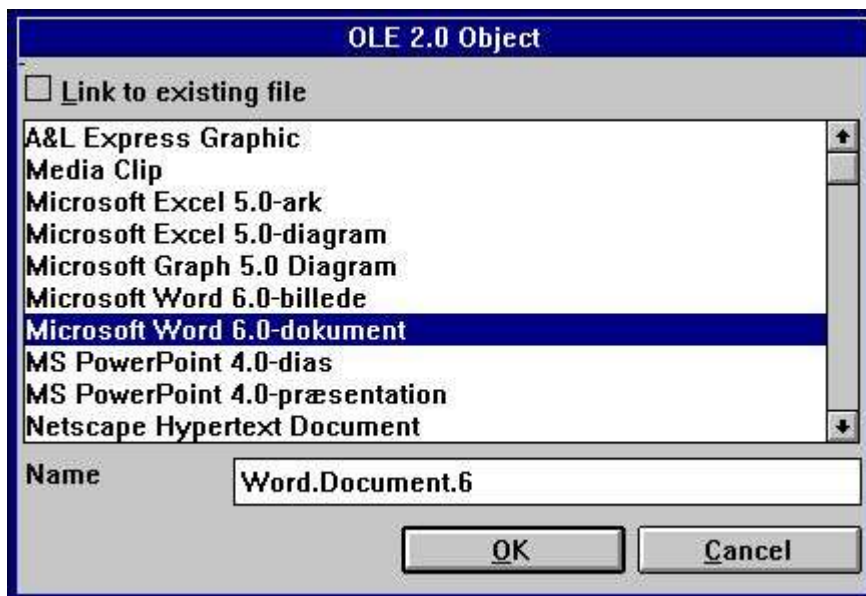 OLE 2.0 Object
Link to existing file
A&L Express Graphic
Media Clip
Microsoft Excel 5.0-ark
Microsoft Excel 5.0-diagram
Microsoft Graph 5.0 Diagram
Microsoft Word 6.0-billede
Microsoft Word 6.0-dokument
MS PowerPoint 4.0-dias
MS PowerPoint 4.0-præsentation
Netscape Hypertext Document
Name Word.Document.6
OK Cancel